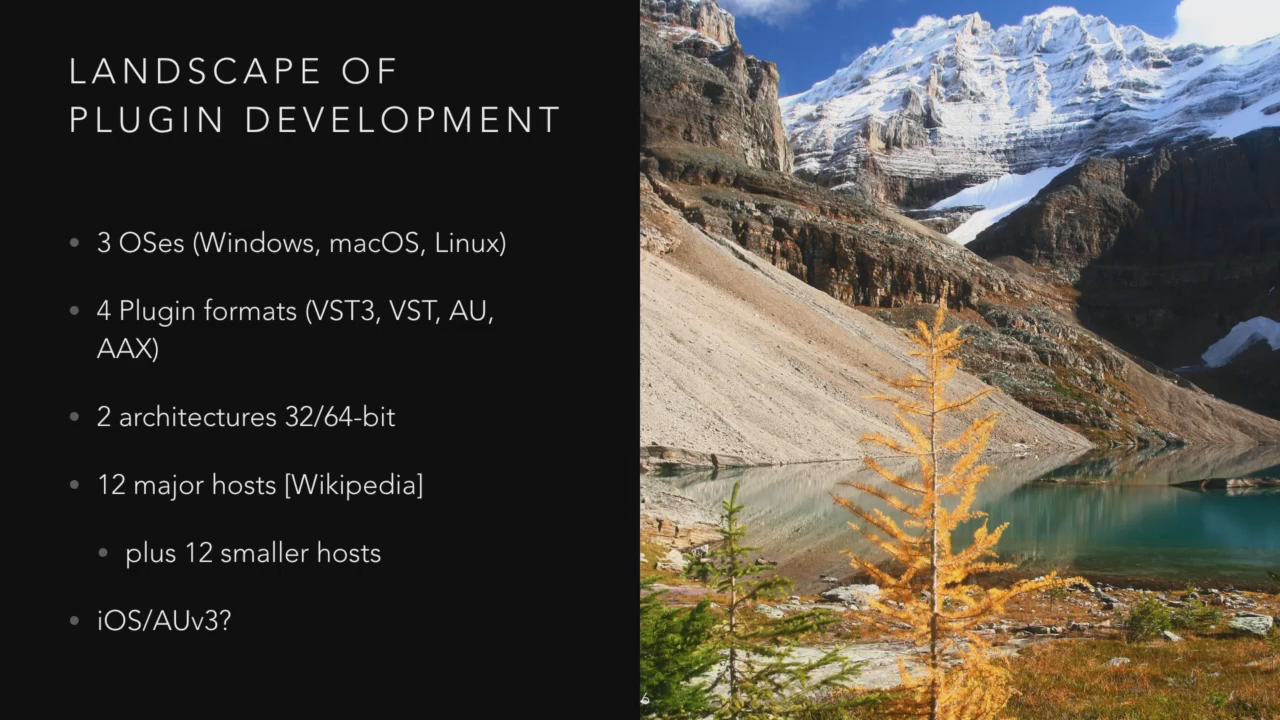 LANDSCAPE OF
PLUGIN DEVELOPMENT
• 3 OSes (Windows, macOS, Linux)
• 4 Plugin formats (VST3, VST, AU,
AAX)
• 2 architectures 32/64-bit
• 12 major hosts [Wikipedia]
• plus 12 smaller hosts
• iOS/AUv3?
6